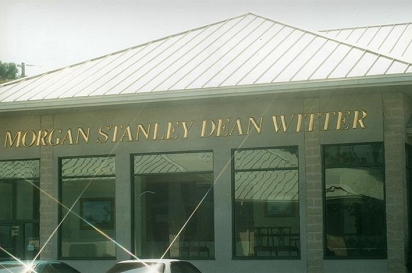 MORGAN STANLEY DEAN WITTER